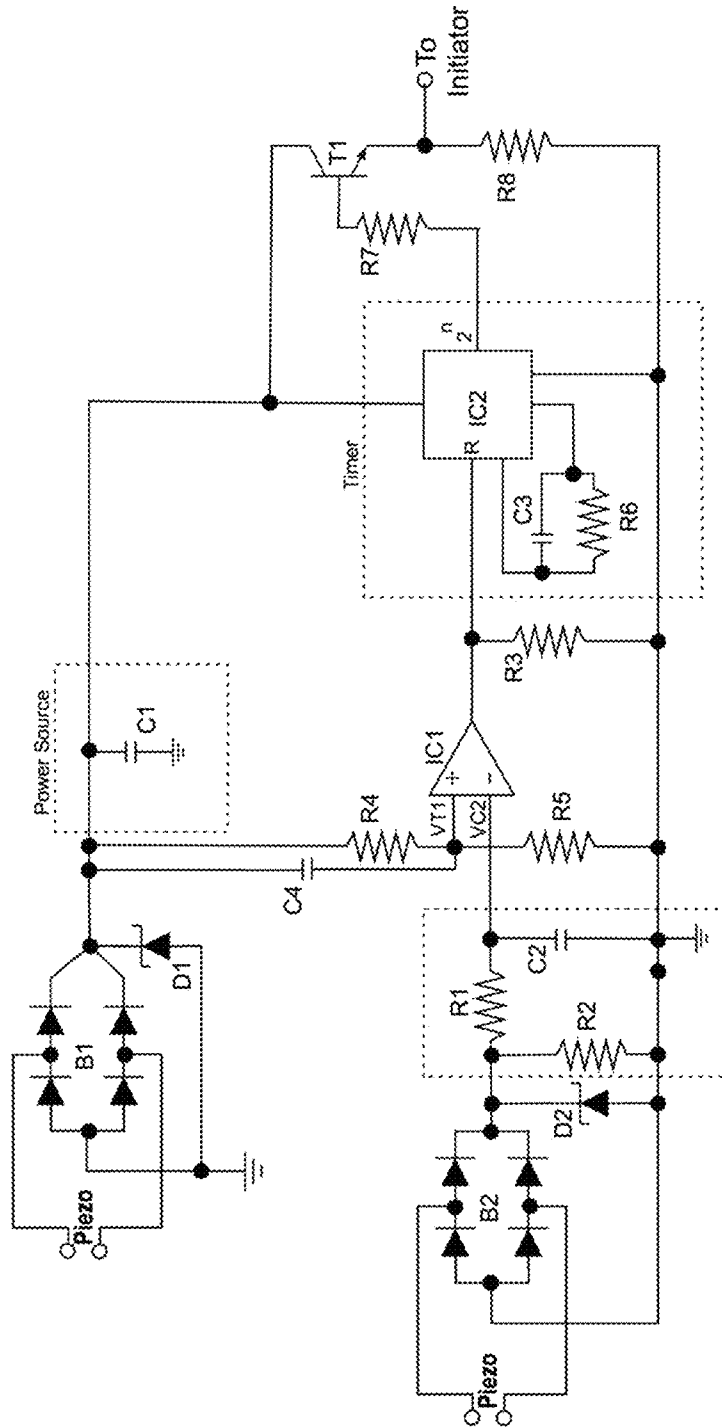 Piezo
B1
D1
C4
R4
Power Source
C1
Piezo
B2
D2
R2
R1
C2
VT1
VC2
+
-
IC1
R5
R3
Timer
R
IC2
2
n
C3
R6
R7
T1
R8
To
Initiator